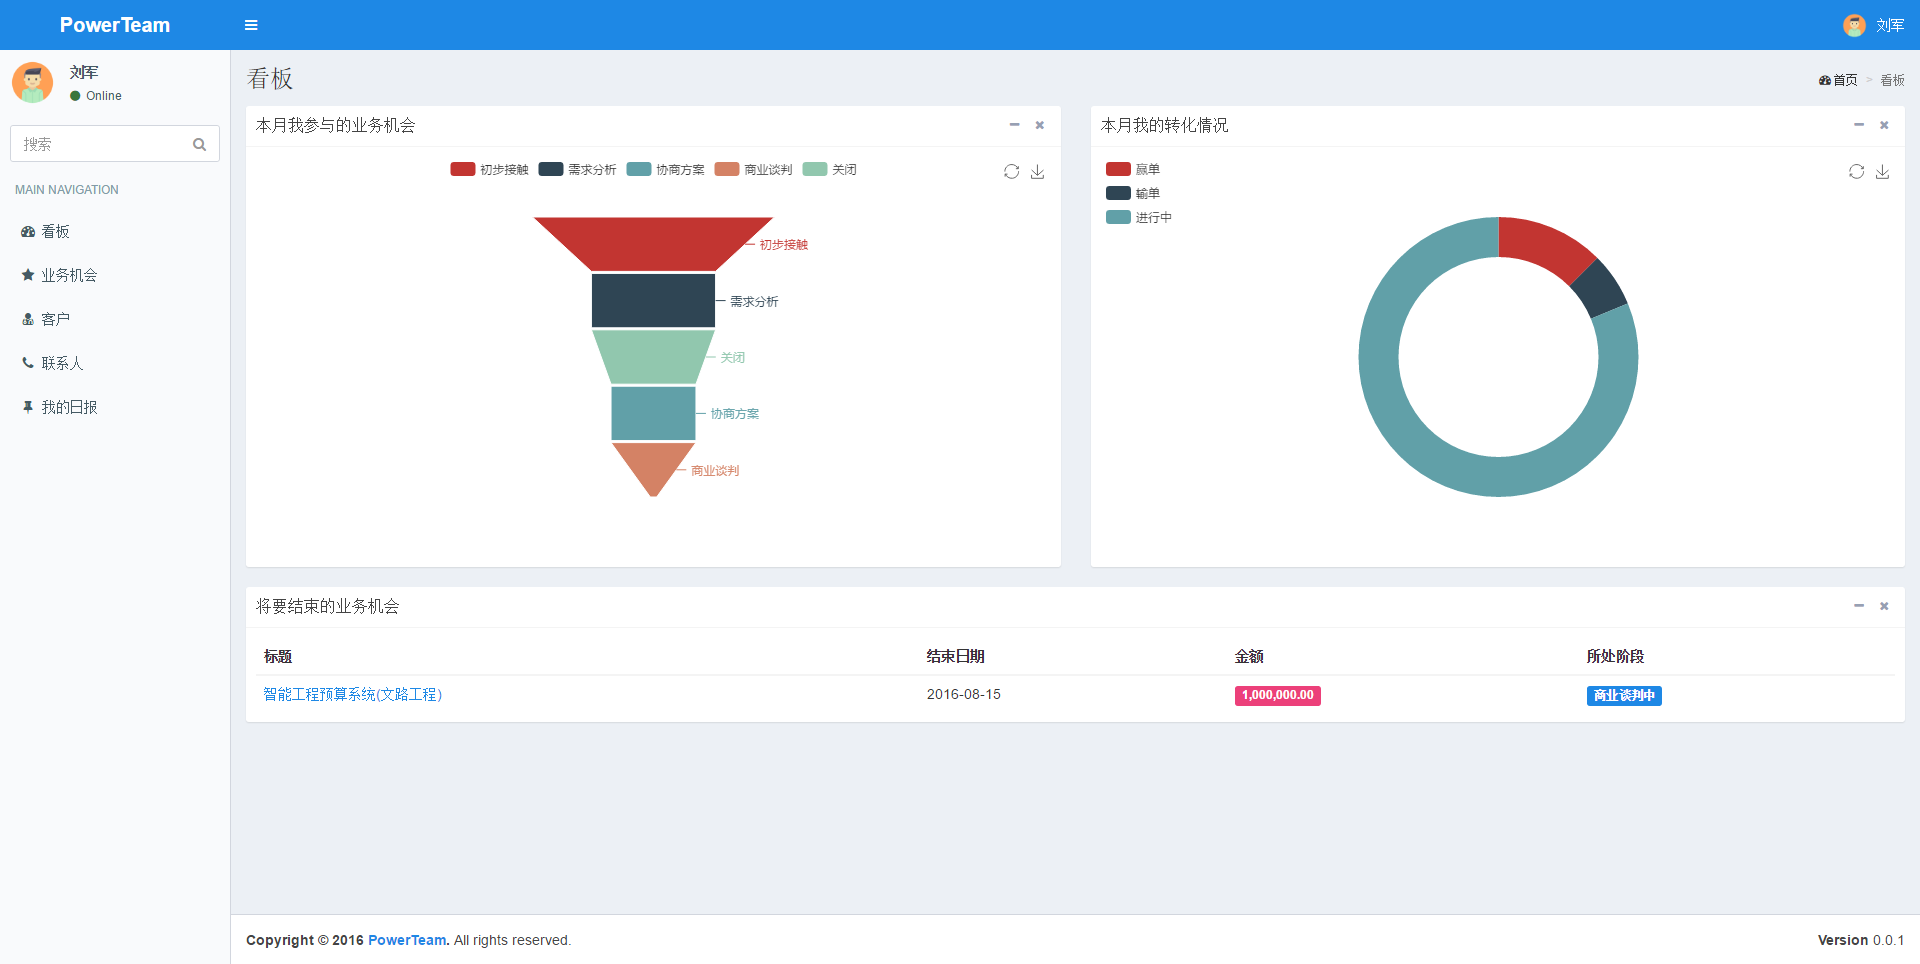 PowerTeam
刘军
刘军
Online
搜索
MAIN NAVIGATION
看板
业务机会
客户
联系人
我的日报
看板
首页 > 看板
本月我参与的业务机会
初步接触 需求分析 协商方案 商业谈判 关闭
初步接触
需求分析
关闭
协商方案
商业谈判
本月我的转化情况
赢单
输单
进行中
将要结束的业务机会
标题 结束日期 金额 所处阶段
智能工程预算系统(文路工程) 2016-08-15 1,000,000.00 商业谈判中
Copyright © 2016 PowerTeam. All rights reserved.
Version 0.0.1